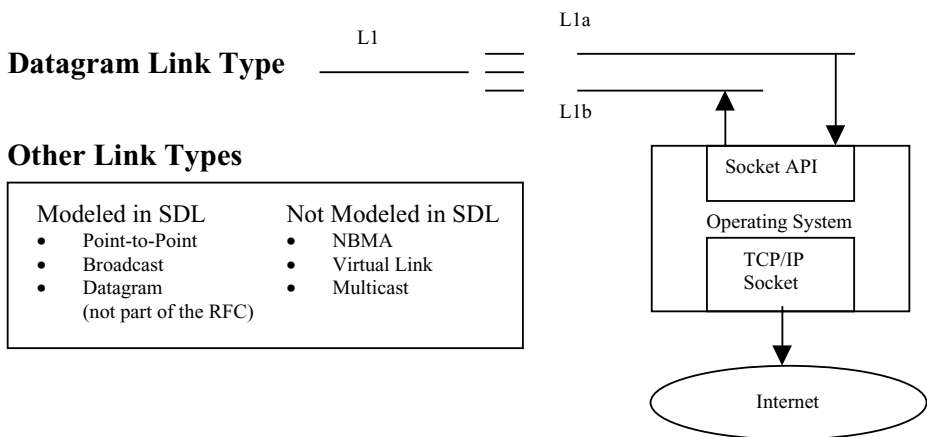 L1a
L1
Datagram Link Type
L1b
Other Link Types
Socket API
Modeled in SDL
• Point-to-Point
• Broadcast
• Datagram
(not part of the RFC)
Not Modeled in SDL
• NBMA
• Virtual Link
• Multicast
Operating System
TCP/IP
Socket
Internet